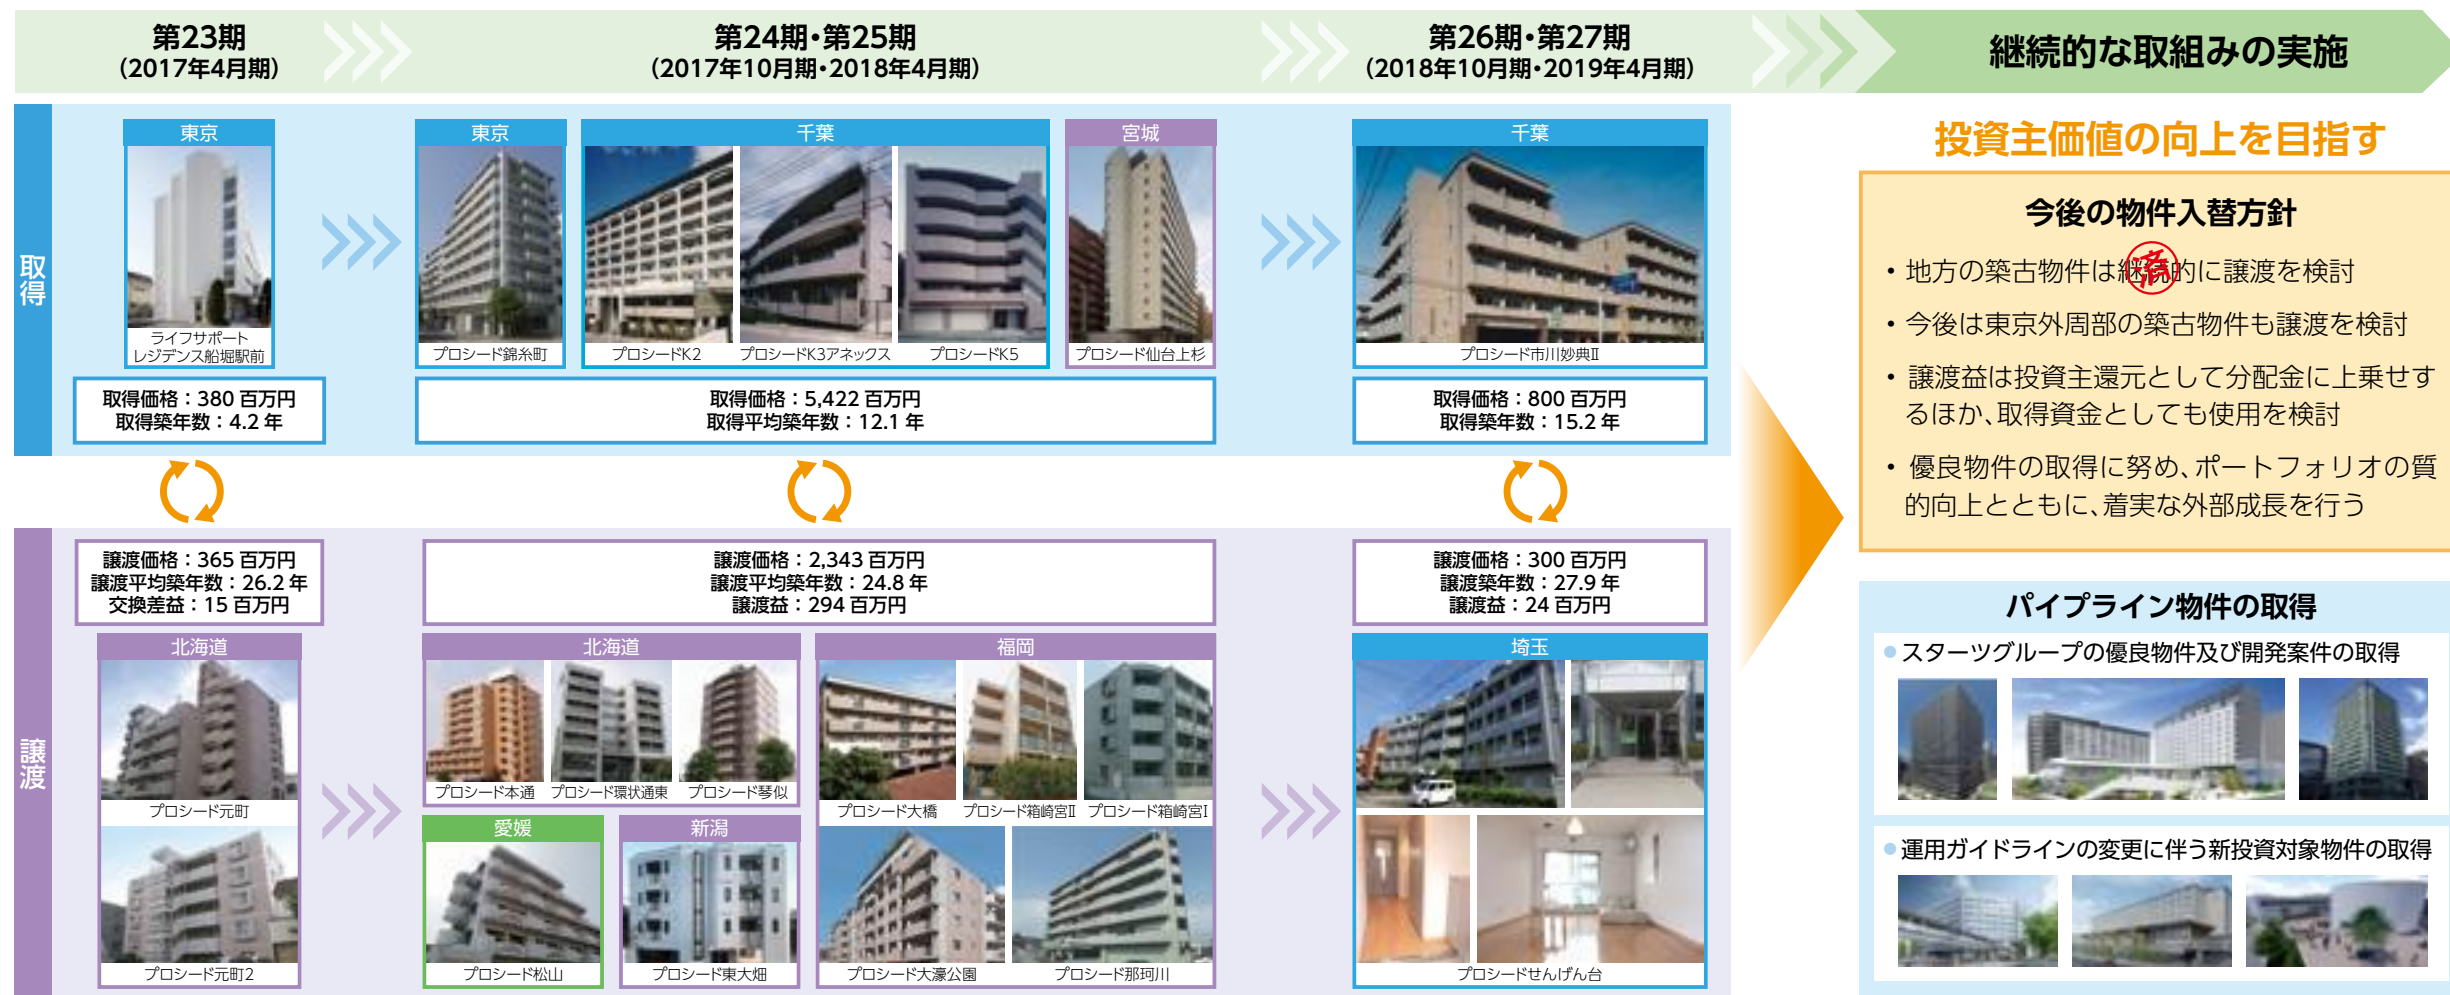 第23期
（2017年4月期）
第24期・第25期
（2017年10月期・2018年4月期）
第26期・第27期
（2018年10月期・2019年4月期）
継続的な取組みの実施
取得
東京
ライフサポート
レジデンス船堀駅前
東京
プロシード錦糸町
千葉
プロシードK2
プロシードK3アネックス
プロシードK5
宮城
プロシード仙台上杉
千葉
プロシード市川妙典Ⅱ
取得価格：380 百万円
取得築年数：4.2 年
取得価格：5,422 百万円
取得平均築年数：12.1 年
取得価格：800 百万円
取得築年数：15.2 年
譲渡
譲渡価格：365 百万円
譲渡平均築年数：26.2 年
交換差益：15 百万円
譲渡価格：2,343 百万円
譲渡平均築年数：24.8 年
譲渡益：294 百万円
譲渡価格：300 百万円
譲渡築年数：27.9 年
譲渡益：24 百万円
北海道
プロシード元町
プロシード元町2
北海道
プロシード本通
プロシード環状通東
プロシード琴似
愛媛
プロシード松山
新潟
プロシード東大畑
福岡
プロシード大橋
プロシード箱崎宮Ⅱ
プロシード箱崎宮Ⅰ
プロシード大濠公園
プロシード那珂川
埼玉
プロシードせんげん台
投資主価値の向上を目指す
今後の物件入替方針
・地方の築古物件は継続的に譲渡を検討
済
・今後は東京外周部の築古物件も譲渡を検討
・譲渡益は投資主還元として分配金に上乗せす
るほか、取得資金としても使用を検討
・優良物件の取得に努め、ポートフォリオの質
的向上とともに、着実な外部成長を行う
パイプライン物件の取得
●スターツグループの優良物件及び開発案件の取得
●運用ガイドラインの変更に伴う新投資対象物件の取得